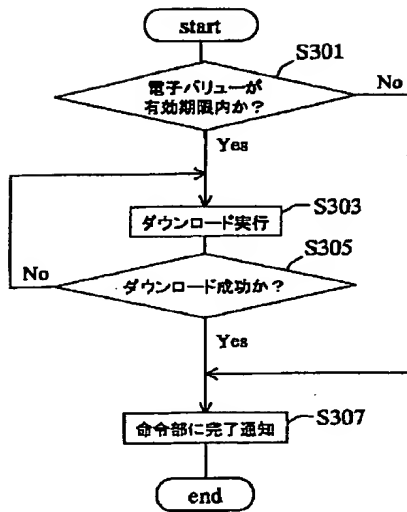 start
S301
電子バリューが
有効期限内か?
No
Yes
S303
ダウンロード実行
S305
No
ダウンロード成功か?
Yes
S307
命令部に完了通知
end